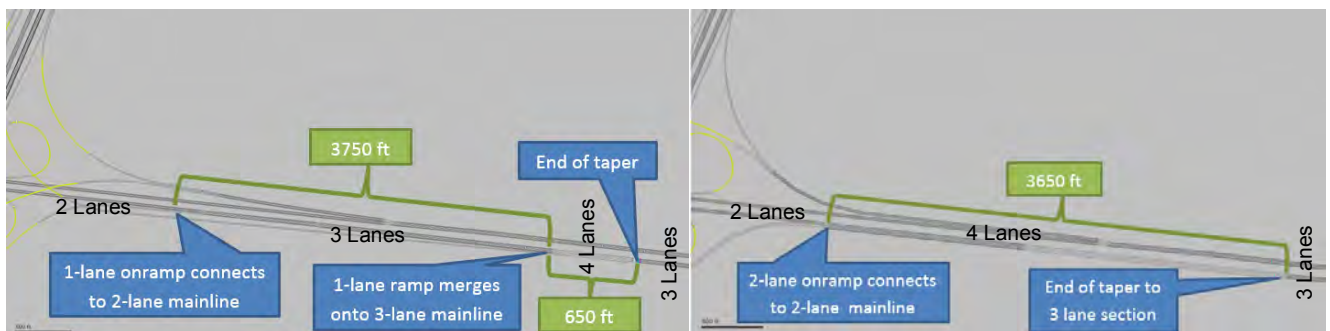 3750 ft
End of taper
2 Lanes
3 Lanes
4 Lanes
3 Lanes
1-lane onramp connects
to 2-lane mainline
1-lane ramp merges
onto 3-lane mainline
650 ft
3650 ft
2 Lanes
4 Lanes
3 Lanes
2-lane onramp connects
to 2-lane mainline
End of taper to
3 lane section